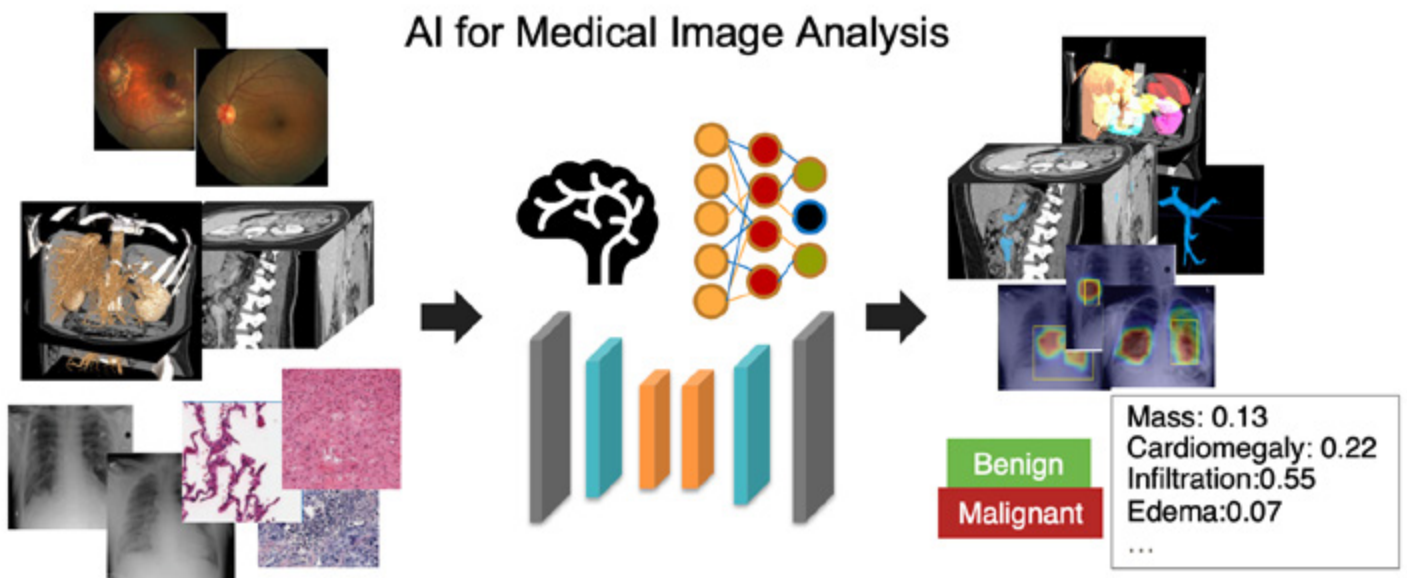 AI for Medical Image Analysis
Benign
Malignant
Mass: 0.13
Cardiomegaly: 0.22
Infiltration:0.55
Edema:0.07
...